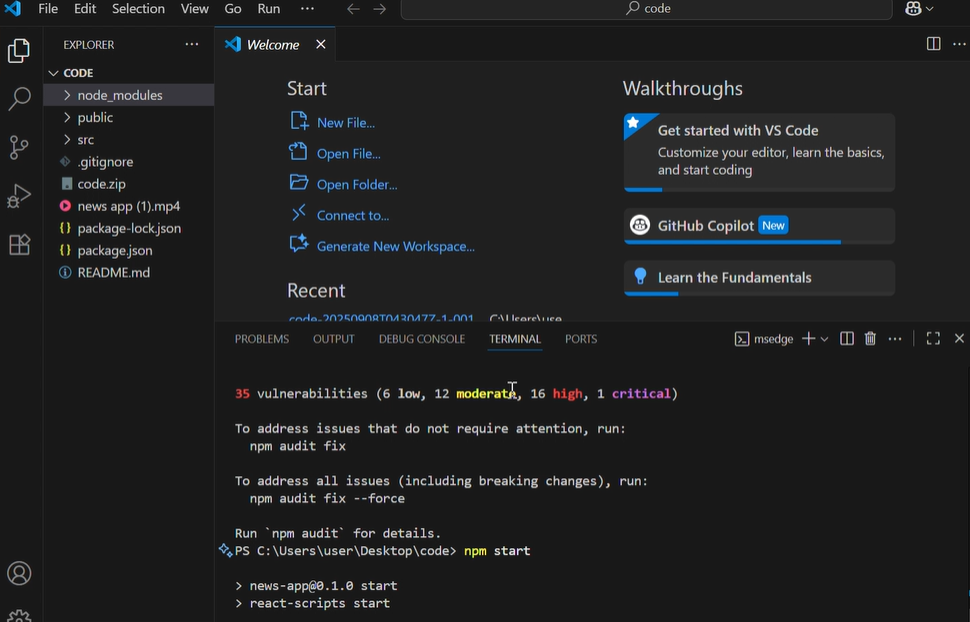 File Edit Selection View Go Run ··· code
EXPLORER ···
CODE
node_modules
public
src
.gitignore
code.zip
news app (1).mp4
package-lock.json
package.json
README.md
Welcome
Start
New File...
Open File...
Open Folder...
Connect to...
Generate New Workspace...
Recent
code-20250908T043047Z-1-001 C:\Users\use...
Walkthroughs
Get started with VS Code
Customize your editor, learn the basics,
and start coding
GitHub Copilot New
Learn the Fundamentals
PROBLEMS OUTPUT DEBUG CONSOLE TERMINAL PORTS msedge
35 vulnerabilities (6 low, 12 moderate, 16 high, 1 critical)
To address issues that do not require attention, run:
npm audit fix
To address all issues (including breaking changes), run:
npm audit fix --force
Run `npm audit` for details.
PS C:\Users\user\Desktop\code> npm start
> news-app@0.1.0 start
> react-scripts start